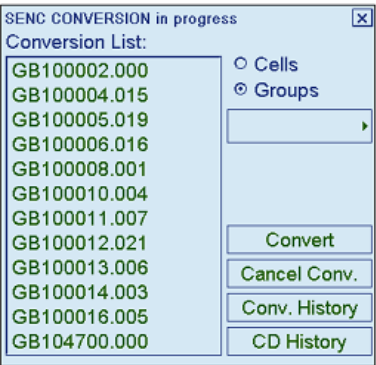 SENC CONVERSION in progress
Conversion List:
GB100002.000
GB100004.015
GB100005.019
GB100006.016
GB100008.001
GB100010.004
GB100011.007
GB100012.021
GB100013.006
GB100014.003
GB100016.005
GB104700.000
Cells
Groups
Convert
Cancel Conv.
Conv. History
CD History